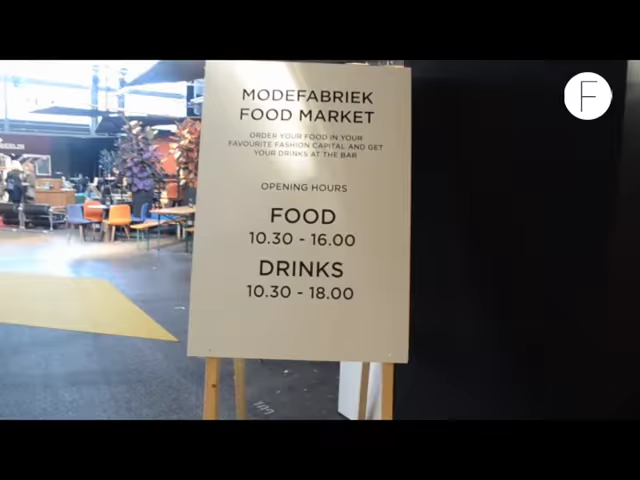 MODEFABRIEK
FOOD MARKET
ORDER YOUR FOOD IN YOUR
FAVOURITE FASHION CAPITAL AND GET
YOUR DRINKS AT THE BAR
OPENING HOURS
FOOD
10.30 - 16.00
DRINKS
10.30 - 18.00
F